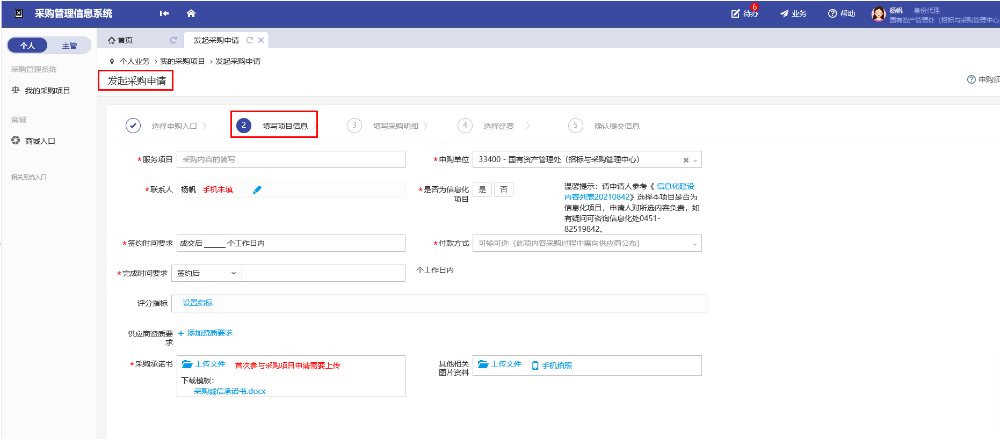 采购管理信息系统
待办
6
业务
帮助
杨帆 身份代理
国有资产管理处（招标与采购管理中心
个人
主管
首页
发起采购申请
采购管理系统
我的采购项目
商城
商城入口
相关系统入口
个人业务 >我的采购项目 >发起采购申请
发起采购申请
申购须
选择申购入口
2 填写项目信息
3 填写采购明细
4 选择经费
5 确认提交信息
*服务项目 采购内容的简写
*申购单位 33400 - 国有资产管理处（招标与采购管理中心）
*联系人 杨帆 手机未填
*是否为信息化
项目
是 否
温馨提示：请申请人参考《 信息化建设
内容列表20210842》选择本项目是否为
信息化项目，申请人对所选内容负责，如
有疑问可咨询信息化处0451-
82519842。
*签约时间要求 成交后 _____ 个工作日内
*付款方式 可输可选（此项内容采购过程中需向供应商公布）
*完成时间要求 签约后
个工作日内
评分指标 设置指标
供应商资质要
求
+ 添加资质要求
*采购承诺书 上传文件 首次参与采购项目申请需要上传
下载模板：
采购诚信承诺书.docx
其他相关
图片资料
上传文件 手机拍照